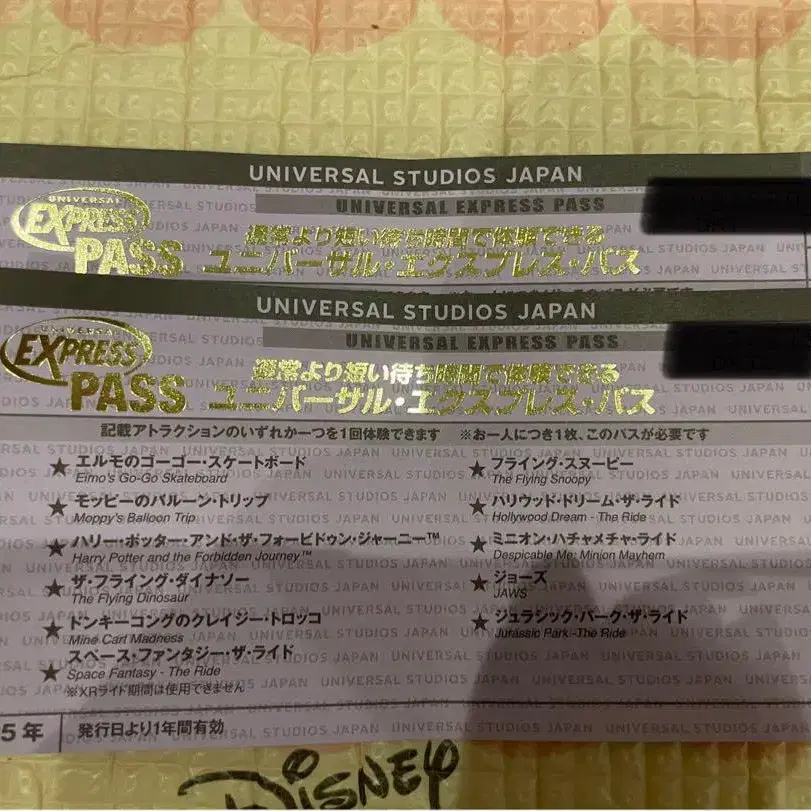 UNIVERSAL STUDIOS JAPAN
UNIVERSAL EXPRESS PASS
UNIVERSAL
EXPRESS
PASS
通常より短い待ち時間で体験できる
ユニバーサル・エクスプレス・パス
UNIVERSAL STUDIOS JAPAN
UNIVERSAL EXPRESS PASS
UNIVERSAL
EXPRESS
PASS
通常より短い待ち時間で体験できる
ユニバーサル・エクスプレス・パス
記載アトラクションのいずれか一つを1回体験できます ※お一人につき1枚、このパスが必要です
★ エルモのゴーゴー・スケートボード
Elmo's Go-Go Skateboard
★ モッピーのバルーン・トリップ
Moppy's Balloon Trip
★ ハリー・ポッター・アンド・ザ・フォービドゥン・ジャーニー™
Harry Potter and the Forbidden Journey™
★ ザ・フライング・ダイナソー
The Flying Dinosaur
★ ドンキーコングのクレイジー・トロッコ
Mine Cart Madness
★ スペース・ファンタジー・ザ・ライド
Space Fantasy - The Ride
※XRライド期間は使用できません
★ フライング・スヌーピー
The Flying Snoopy
★ ハリウッド・ドリーム・ザ・ライド
Hollywood Dream - The Ride
★ ミニオン・ハチャメチャ・ライド
Despicable Me: Minion Mayhem
★ ジョーズ
JAWS
★ ジュラシック・パーク・ザ・ライド
Jurassic Park - The Ride
5年 発行日より1年間有効
DISNEY